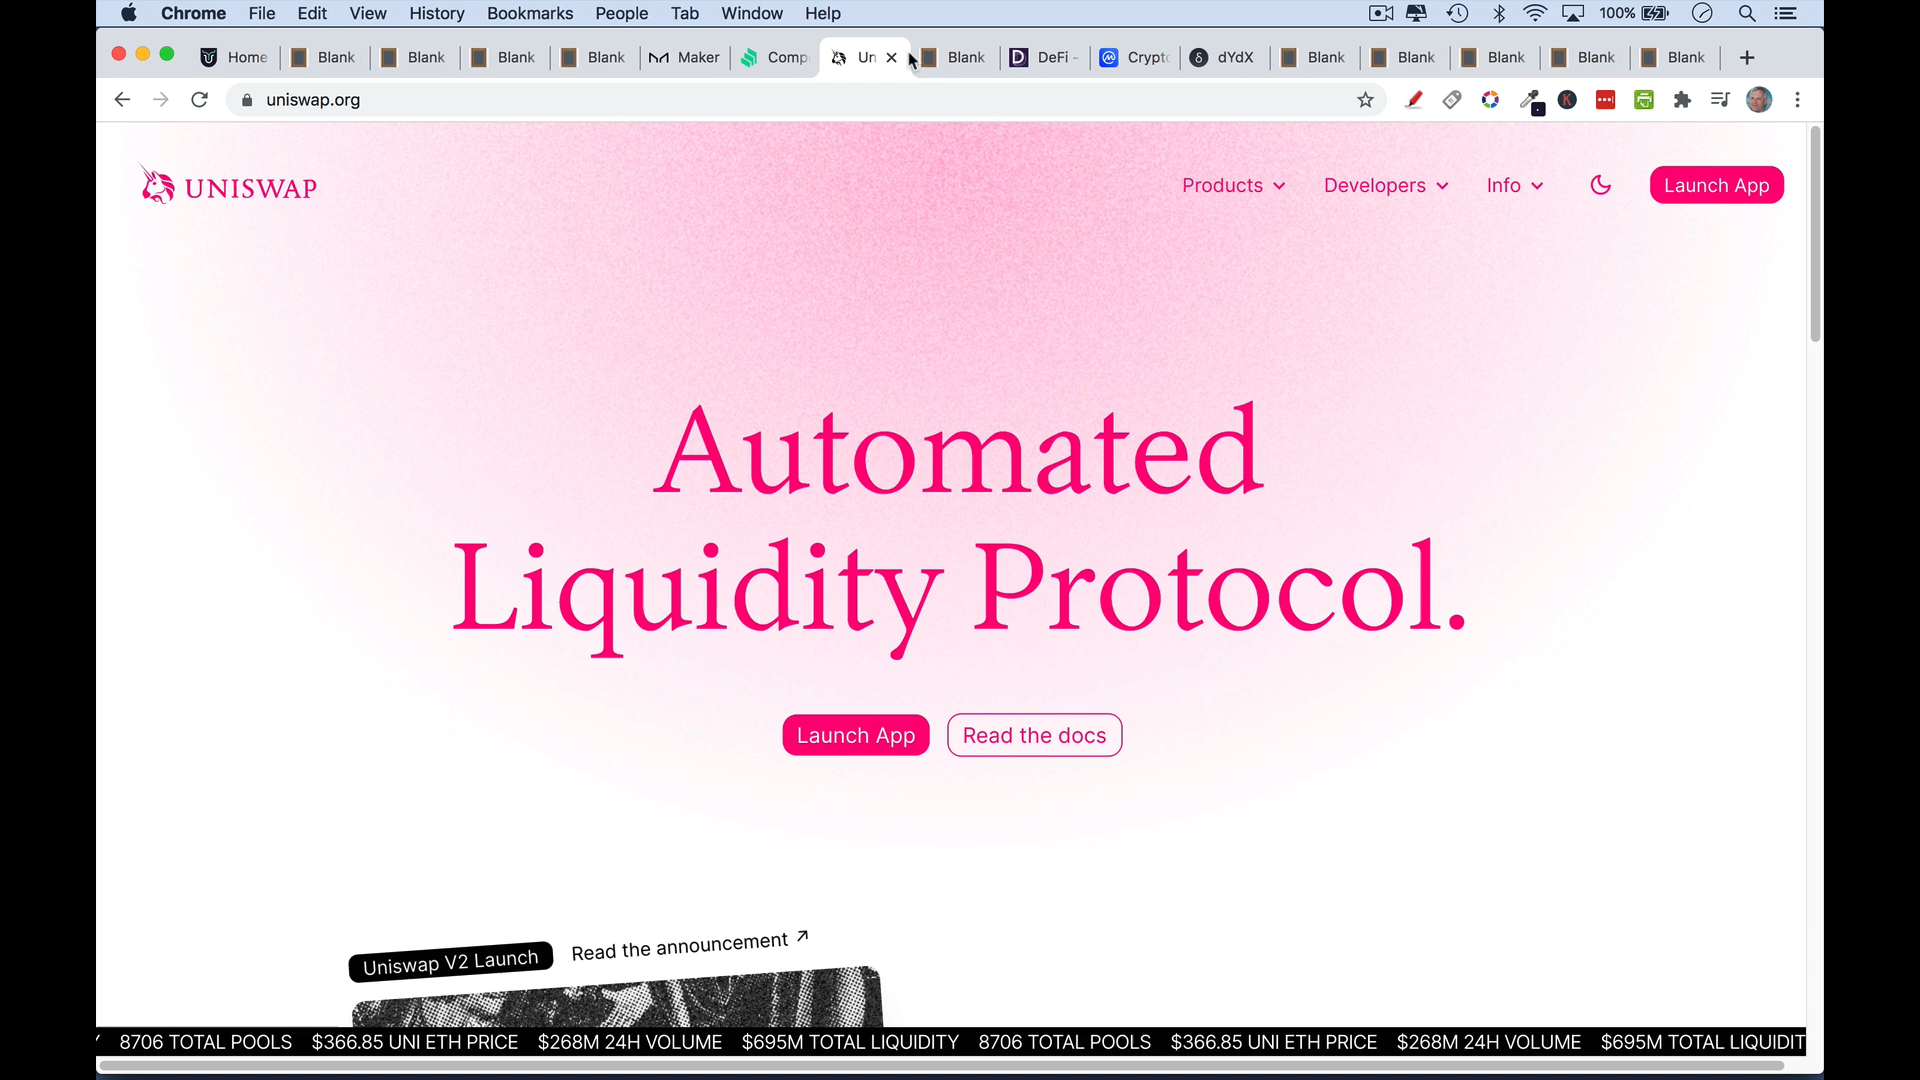 Chrome File Edit View History Bookmarks People Tab Window Help 100%
Home Blank Blank Blank Blank Maker Comp Un Blank DeFi - Crypto dYdX Blank Blank Blank Blank Blank
uniswap.org
UNISWAP Products Developers Info Launch App
Automated
Liquidity Protocol.
Launch App Read the docs
Uniswap V2 Launch Read the announcement ↗
8706 TOTAL POOLS $366.85 UNI ETH PRICE $268M 24H VOLUME $695M TOTAL LIQUIDITY 8706 TOTAL POOLS $366.85 UNI ETH PRICE $268M 24H VOLUME $695M TOTAL LIQUIDIT